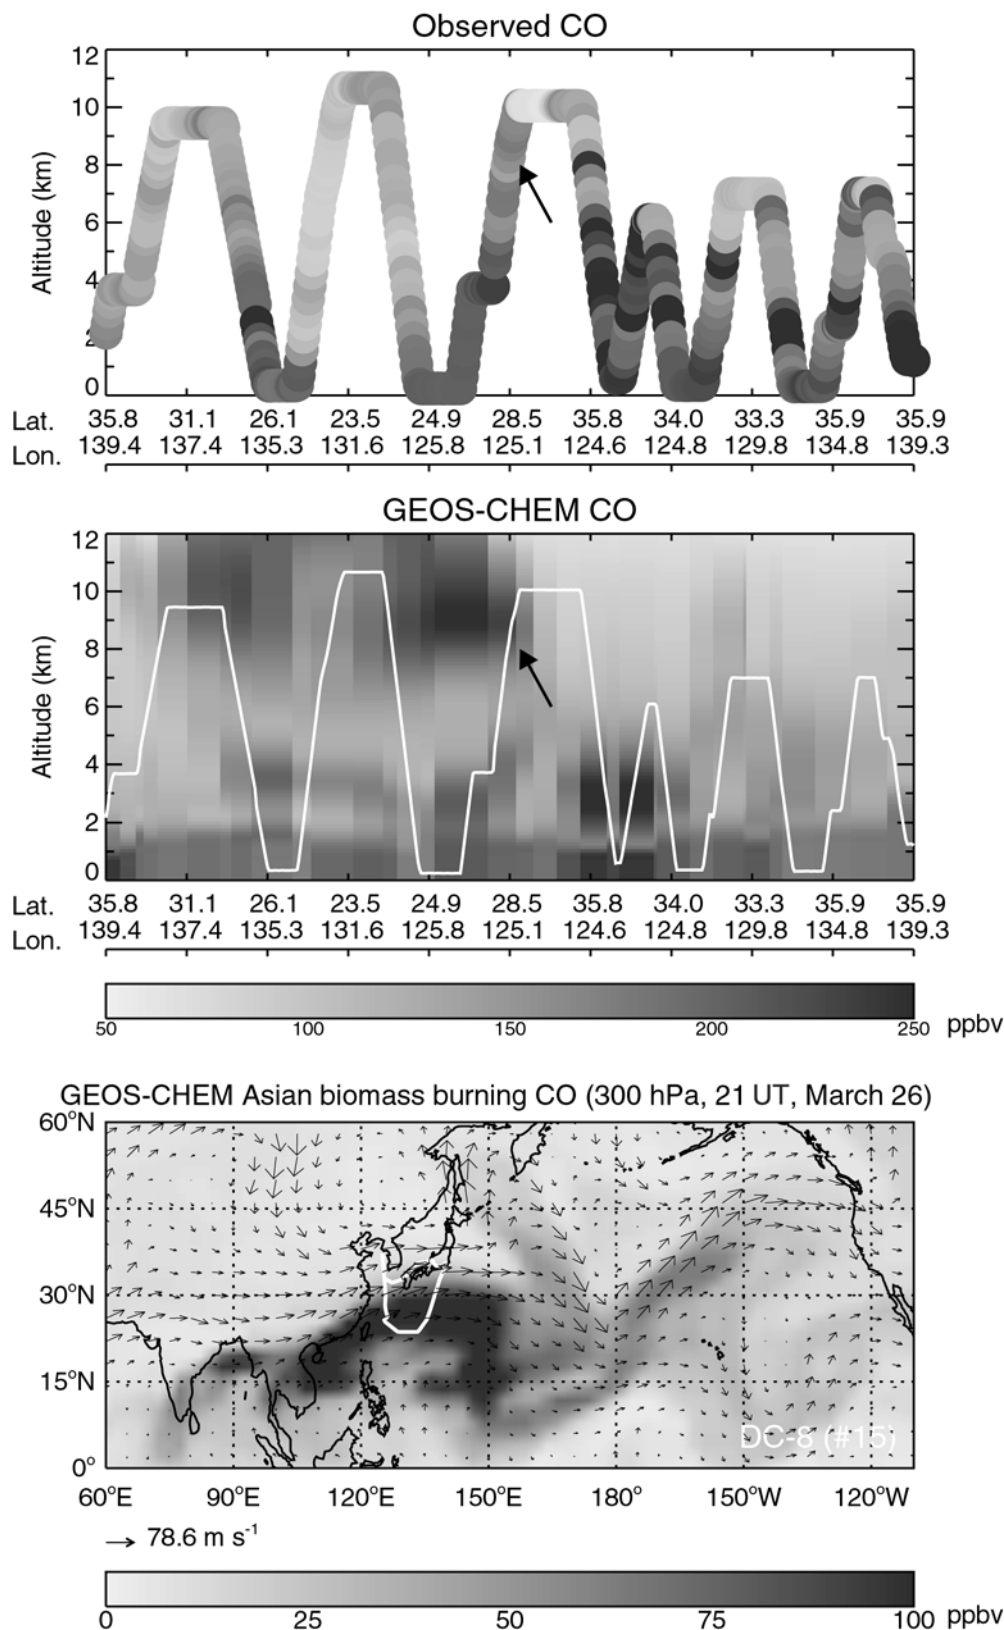 Observed CO
12
10
8
6
4
2
0
Altitude (km)
Lat. 35.8 31.1 26.1 23.5 24.9 28.5 35.8 34.0 33.3 35.9 35.9
Lon. 139.4 137.4 135.3 131.6 125.8 125.1 124.6 124.8 129.8 134.8 139.3
GEOS-CHEM CO
12
10
8
6
4
2
0
Altitude (km)
Lat. 35.8 31.1 26.1 23.5 24.9 28.5 35.8 34.0 33.3 35.9 35.9
Lon. 139.4 137.4 135.3 131.6 125.8 125.1 124.6 124.8 129.8 134.8 139.3
50 100 150 200 250 ppbv
GEOS-CHEM Asian biomass burning CO (300 hPa, 21 UT, March 26)
60°N
45°N
30°N
15°N
DC-8 (#15)
0°
60°E 90°E 120°E 150°E 180° 150°W 120°W
78.6 m s⁻¹
0 25 50 75 100 ppbv